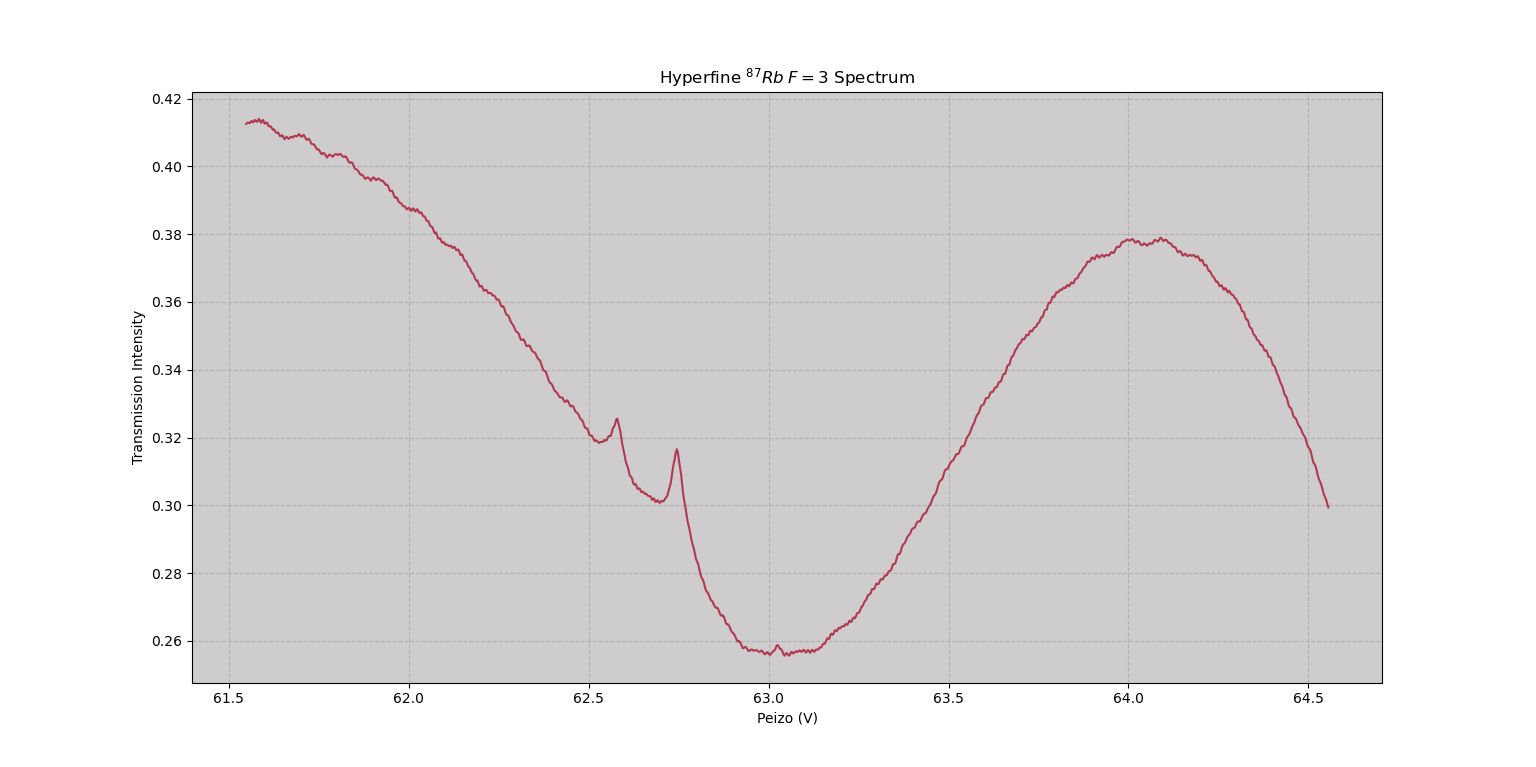 Hyperfine ⁸⁷Rb F = 3 Spectrum
0.42
0.40
0.38
0.36
0.34
0.32
0.30
0.28
0.26
Transmission Intensity
61.5 62.0 62.5 63.0 63.5 64.0 64.5
Peizo (V)